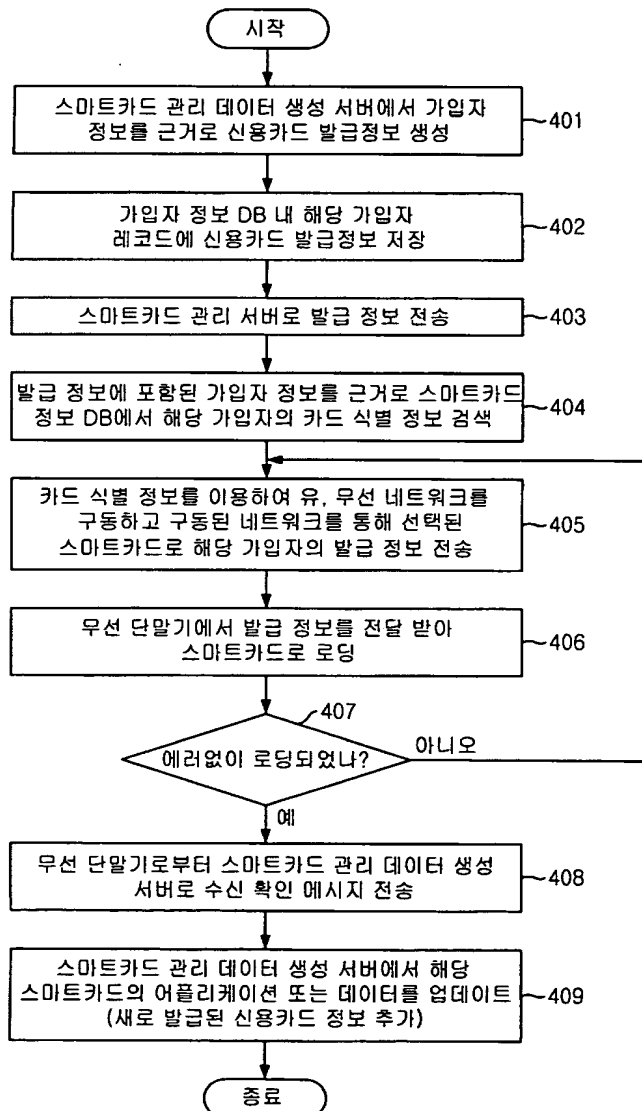 시작
스마트카드 관리 데이터 생성 서버에서 가입자
정보를 근거로 신용카드 발급정보 생성
401
가입자 정보 DB 내 해당 가입자
레코드에 신용카드 발급정보 저장
402
스마트카드 관리 서버로 발급 정보 전송
403
발급 정보에 포함된 가입자 정보를 근거로 스마트카드
정보 DB에서 해당 가입자의 카드 식별 정보 검색
404
카드 식별 정보를 이용하여 유, 무선 네트워크를
구동하고 구동된 네트워크를 통해 선택된
스마트카드로 해당 가입자의 발급 정보 전송
405
무선 단말기에서 발급 정보를 전달 받아
스마트카드로 로딩
406
407
에러없이 로딩되었나?
아니오
예
무선 단말기로부터 스마트카드 관리 데이터 생성
서버로 수신 확인 메시지 전송
408
스마트카드 관리 데이터 생성 서버에서 해당
스마트카드의 어플리케이션 또는 데이터를 업데이트
(새로 발급된 신용카드 정보 추가)
409
종료